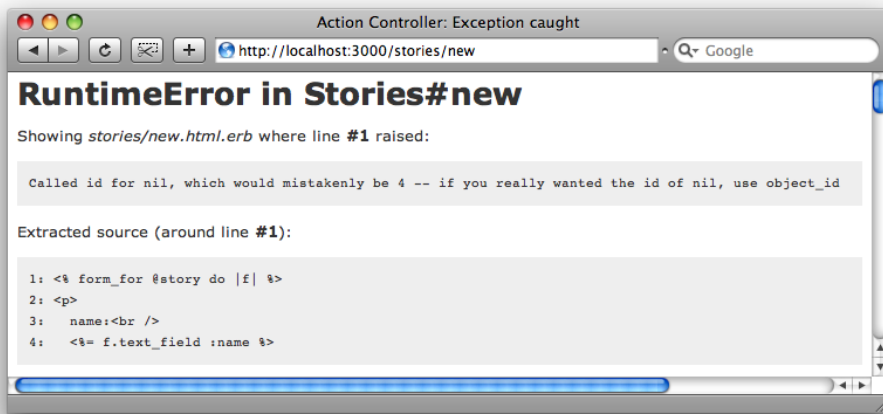 Action Controller: Exception caught
http://localhost:3000/stories/new
Google
RuntimeError in Stories#new
Showing stories/new.html.erb where line #1 raised:
Called id for nil, which would mistakenly be 4 -- if you really wanted the id of nil, use object_id
Extracted source (around line #1):
1: <% form_for @story do |f| %>
2: <p>
3:   name:<br />
4:   <%= f.text_field :name %>